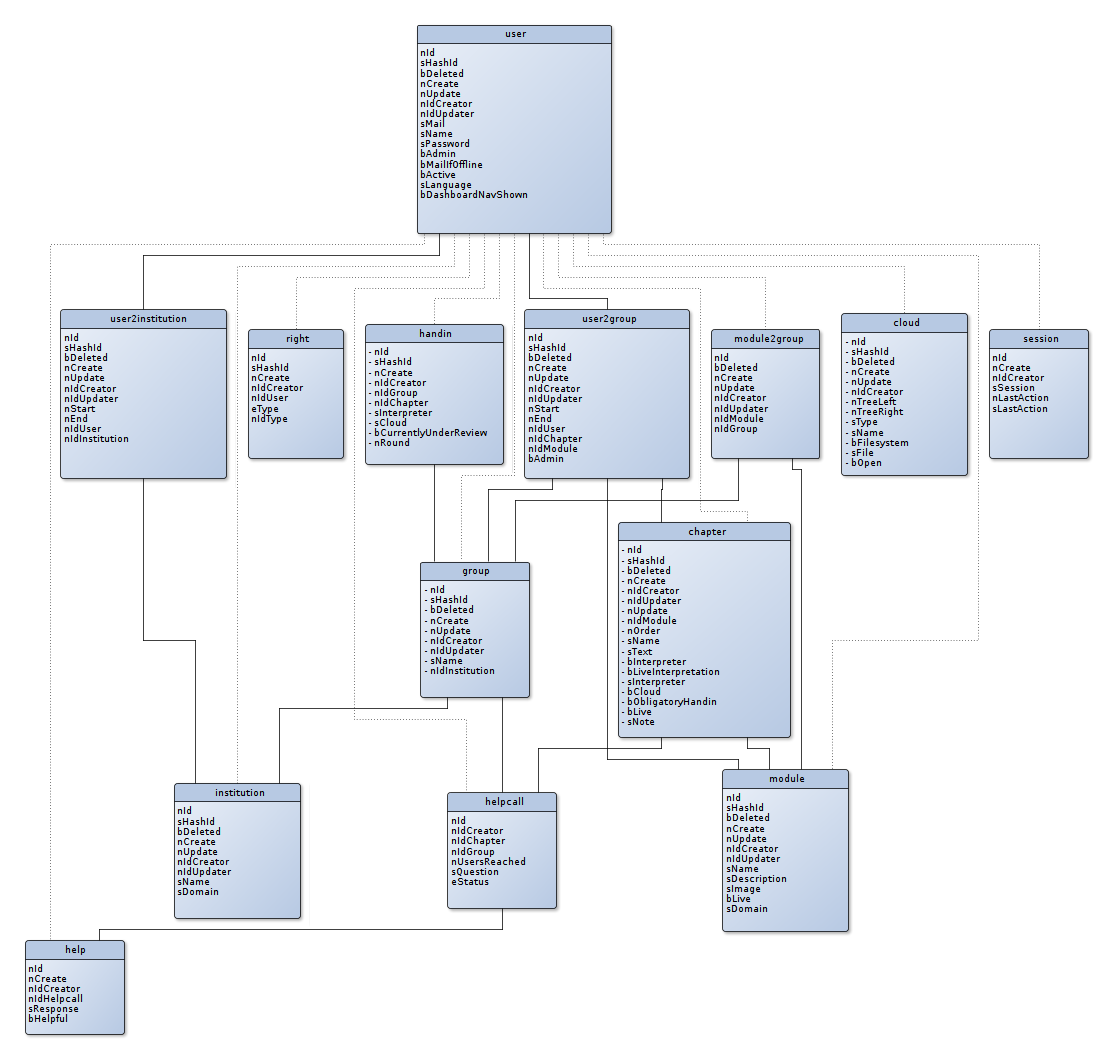 user
nId
sHashId
bDeleted
nCreate
nUpdate
nIdCreator
nIdUpdater
sMail
sName
sPassword
bAdmin
bMailIfOffline
bActive
sLanguage
bDashboardNavShown
user2institution
nId
sHashId
bDeleted
nCreate
nUpdate
nIdCreator
nIdUpdater
nStart
nEnd
nIdUser
nIdInstitution
right
nId
sHashId
nCreate
nIdCreator
nIdUser
eType
nIdType
handin
- nId
- sHashId
- nCreate
- nIdCreator
- nIdGroup
- nIdChapter
- sInterpreter
- sCloud
- bCurrentlyUnderReview
- nRound
user2group
nId
sHashId
bDeleted
nCreate
nUpdate
nIdCreator
nIdUpdater
nStart
nEnd
nIdUser
nIdChapter
nIdModule
bAdmin
module2group
nId
bDeleted
nCreate
nUpdate
nIdCreator
nIdUpdater
nIdModule
nIdGroup
cloud
- nId
- sHashId
- bDeleted
- nCreate
- nUpdate
- nIdCreator
- nTreeLeft
- nTreeRight
- sType
- sName
- bFilesystem
- sFile
- bOpen
session
nId
nCreate
nIdCreator
sSession
nLastAction
sLastAction
group
- nId
- sHashId
- bDeleted
- nCreate
- nUpdate
- nIdCreator
- nIdUpdater
- sName
- nIdInstitution
chapter
- nId
- sHashId
- bDeleted
- nCreate
- nIdCreator
- nIdUpdater
- nUpdate
- nIdModule
- nOrder
- sName
- sText
- bInterpreter
- bLiveInterpretation
- sInterpreter
- bCloud
- bObligatoryHandin
- bLive
- sNote
institution
nId
sHashId
bDeleted
nCreate
nUpdate
nIdCreator
nIdUpdater
sName
sDomain
helpcall
nId
nIdCreator
nIdChapter
nIdGroup
nUsersReached
sQuestion
eStatus
module
nId
sHashId
bDeleted
nCreate
nUpdate
nIdCreator
nIdUpdater
sName
sDescription
sImage
bLive
sDomain
help
nId
nCreate
nIdCreator
nIdHelpcall
sResponse
bHelpful